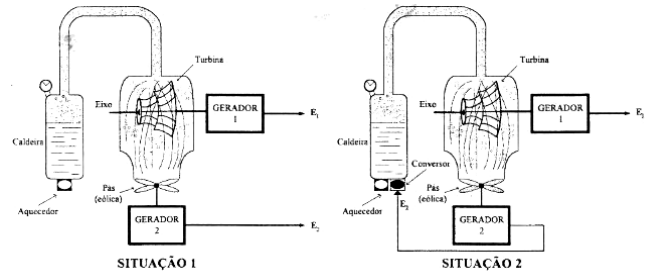 Turbina
Eixo
GERADOR
1
E₁
Caldeira
Pás
(eólica)
Aquecedor
GERADOR
2
E₂
SITUAÇÃO 1
Turbina
Eixo
GERADOR
1
Caldeira
Conversor
Pás
(eólica)
Aquecedor
E₂
GERADOR
2
SITUAÇÃO 2